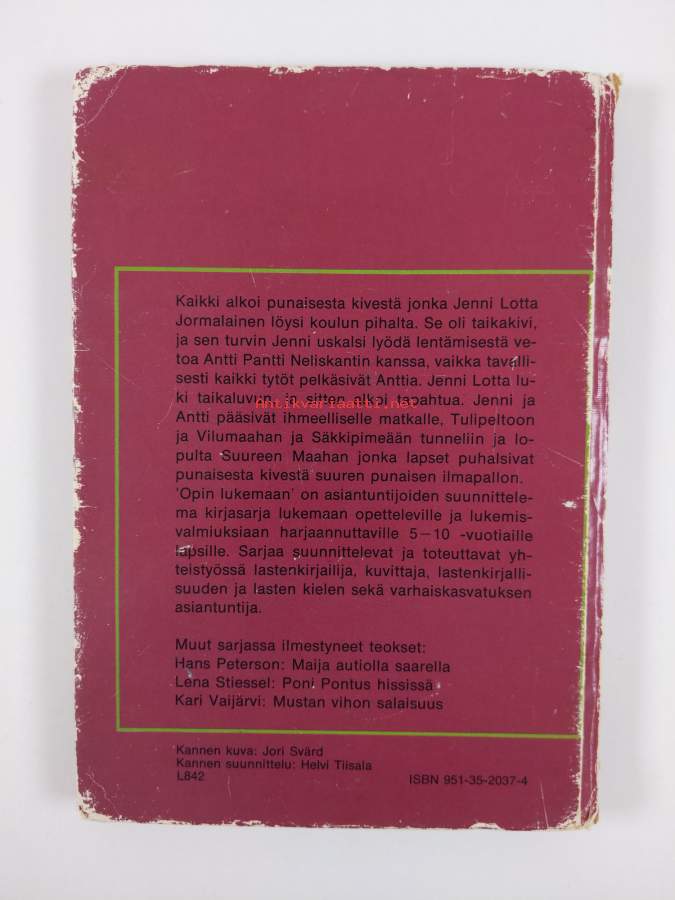 Kaikki alkoi punaisesta kivestä jonka Jenni Lotta
Jormalainen löysi koulun pihalta. Se oli taikakivi,
ja sen turvin Jenni uskalsi lyödä lentämisestä ve-
toa Antti Pantti Neliskantin kanssa, vaikka tavalli-
sesti kaikki tytöt pelkäsivät Anttia. Jenni Lotta lu-
ki taikaluvun, ja sitten alkoi tapahtua. Jenni ja
Antikvariaatti.net
Antti pääsivät ihmeelliselle matkalle, Tulipeltoon
ja Vilumaahan ja Säkkipimeään tunneliin ja lo-
pulta Suureen Maahan jonka lapset puhalsivat
punaisesta kivestä suuren punaisen ilmapallon.
'Opin lukemaan' on asiantuntijoiden suunnittele-
ma kirjasarja lukemaan opetteleville ja lukemis-
valmiuksiaan harjaannuttaville 5–10 -vuotiaille
lapsille. Sarjaa suunnittelevat ja toteuttavat yh-
teistyössä lastenkirjailija, kuvittaja, lastenkirjalli-
suuden ja lasten kielen sekä varhaiskasvatuksen
asiantuntija.
Muut sarjassa ilmestyneet teokset:
Hans Peterson: Maija autiolla saarella
Lena Stiessel: Poni Pontus hississä
Kari Vaijärvi: Mustan vihon salaisuus
Kannen kuva: Jori Svärd
Kannen suunnittelu: Helvi Tiisala
L842
ISBN 951-35-2037-4